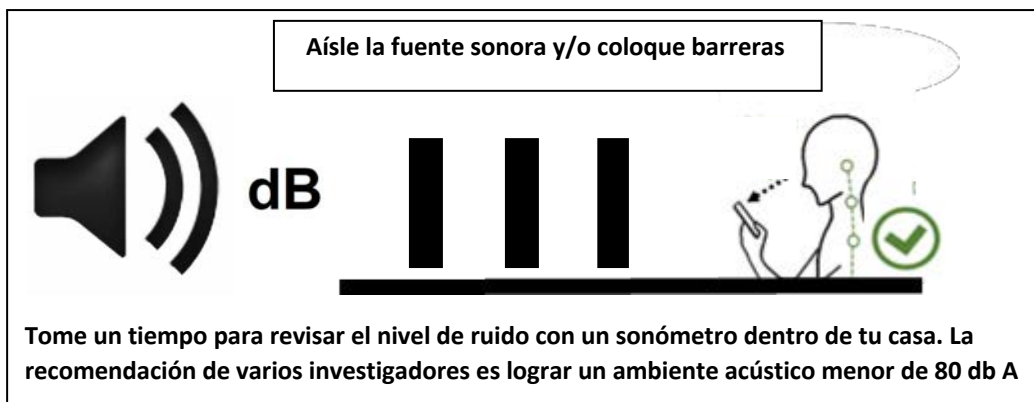 Aísle la fuente sonora y/o coloque barreras
dB
Tome un tiempo para revisar el nivel de ruido con un sonómetro dentro de tu casa. La
recomendación de varios investigadores es lograr un ambiente acústico menor de 80 db A